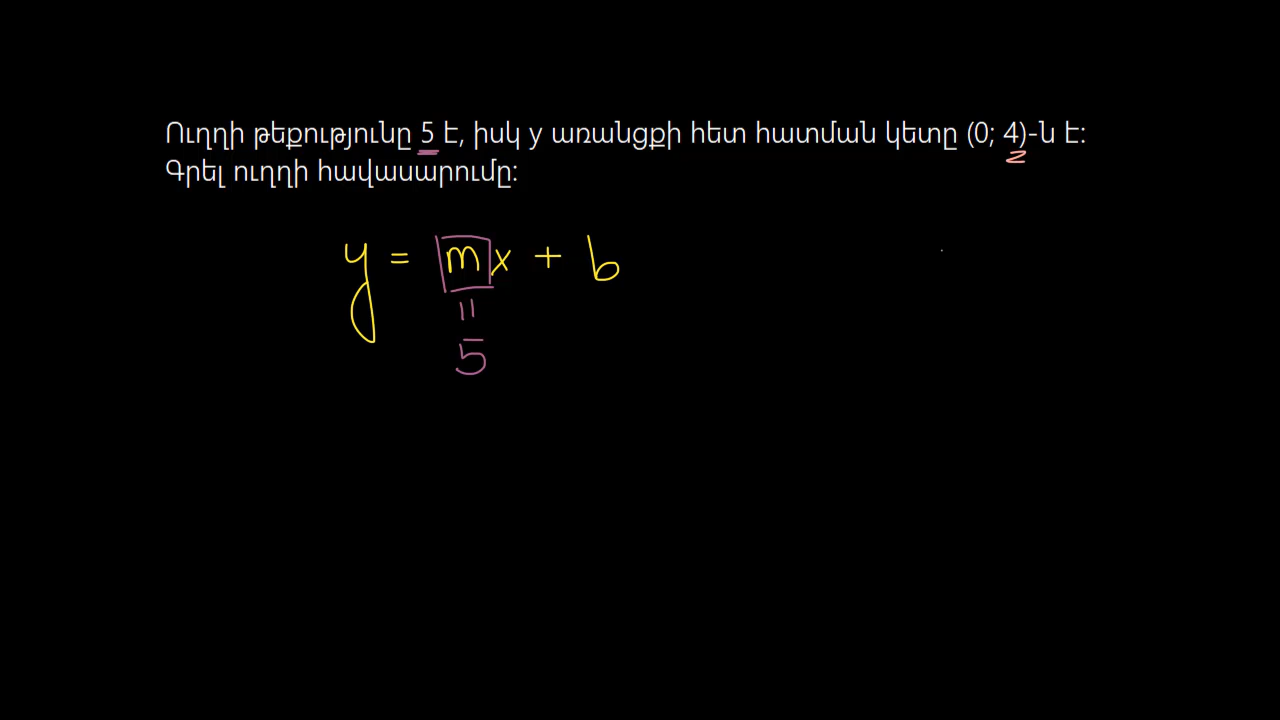 Ուղղի թեքությունը 5 է, իսկ y առանցքի հետ հատման կետը (0; 4)-ն է:
Գրել ուղղի հավասարումը:
y = mx + b
=
5